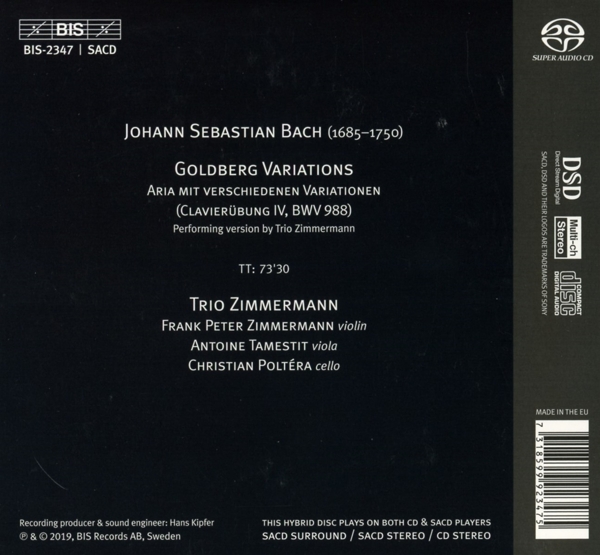 BIS
BIS-2347 | SACD
JOHANN SEBASTIAN BACH (1685–1750)
GOLDBERG VARIATIONS
ARIA MIT VERSCHIEDENEN VARIATIONEN
(CLAVIERÜBUNG IV, BWV 988)
Performing version by Trio Zimmermann
TT: 73'30
TRIO ZIMMERMANN
FRANK PETER ZIMMERMANN violin
ANTOINE TAMESTIT viola
CHRISTIAN POLTÉRA cello
Recording producer & sound engineer: Hans Kipfer
℗ & © 2019, BIS Records AB, Sweden
THIS HYBRID DISC PLAYS ON BOTH CD & SACD PLAYERS
SACD SURROUND / SACD STEREO / CD STEREO
SUPER AUDIO CD
DSD
Direct Stream Digital
SACD, DSD AND THEIR LOGOS ARE TRADEMARKS OF SONY
Multi-ch
Stereo
COMPACT
disc
DIGITAL AUDIO
MADE IN THE EU
7 318599 923475